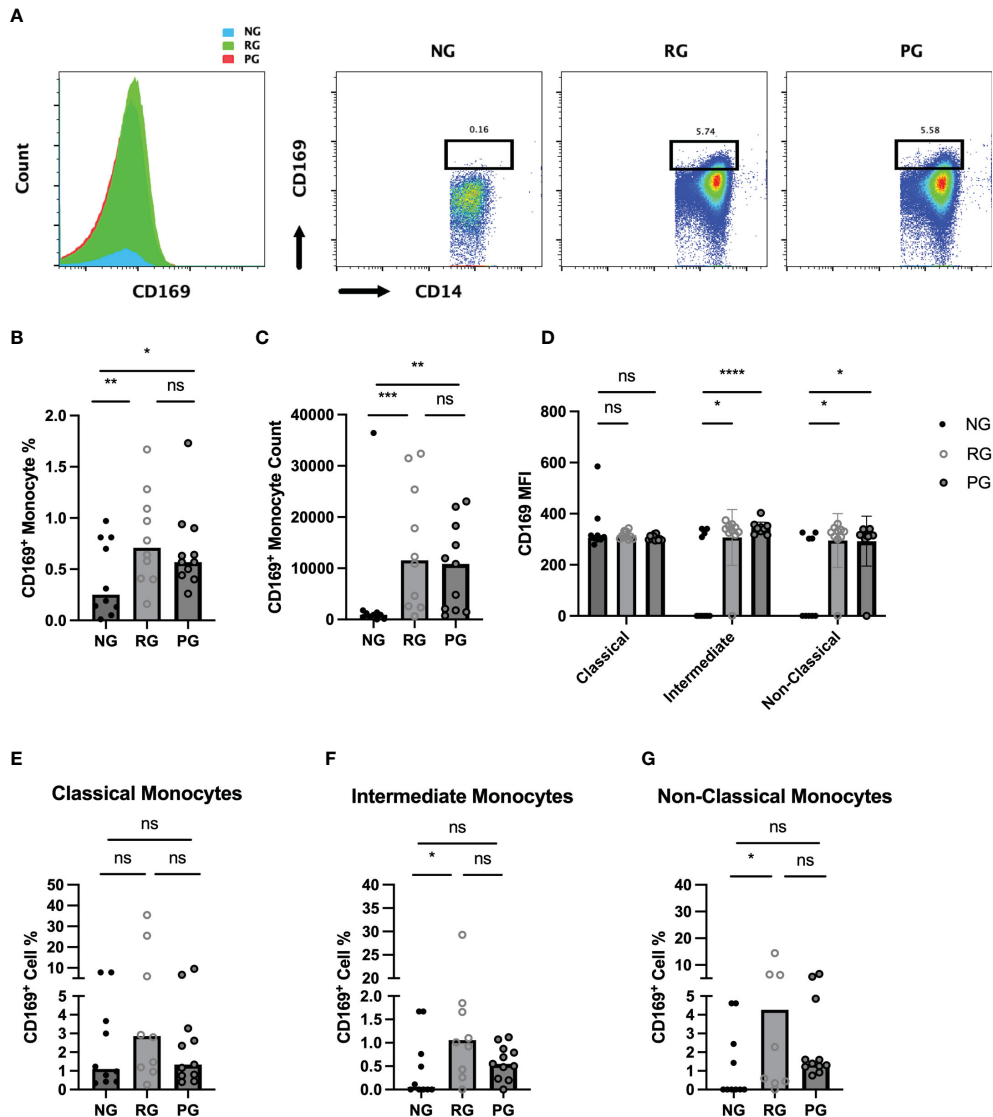 A
NG
RG
PG
NG
RG
PG
Count
CD169
CD169
CD14
0.16
5.74
5.58
B
*
**
ns
CD169⁺ Monocyte %
2.0
1.5
1.0
0.5
0.0
NG RG PG
C
**
***
ns
CD169⁺ Monocyte Count
40000
30000
20000
10000
0
NG RG PG
D
ns
ns
****
*
*
*
CD169 MFI
800
600
400
200
0
Classical
Intermediate
Non-Classical
NG
RG
PG
E
Classical Monocytes
ns
ns ns
CD169⁺ Cell %
50
40
30
20
10
5
4
3
2
1
0
NG RG PG
F
Intermediate Monocytes
ns
* ns
CD169⁺ Cell %
40
35
30
25
20
15
10
5
2.0
1.5
1.0
0.5
0.0
NG RG PG
G
Non-Classical Monocytes
ns
* ns
CD169⁺ Cell %
40
30
20
10
5
4
3
2
1
0
NG RG PG